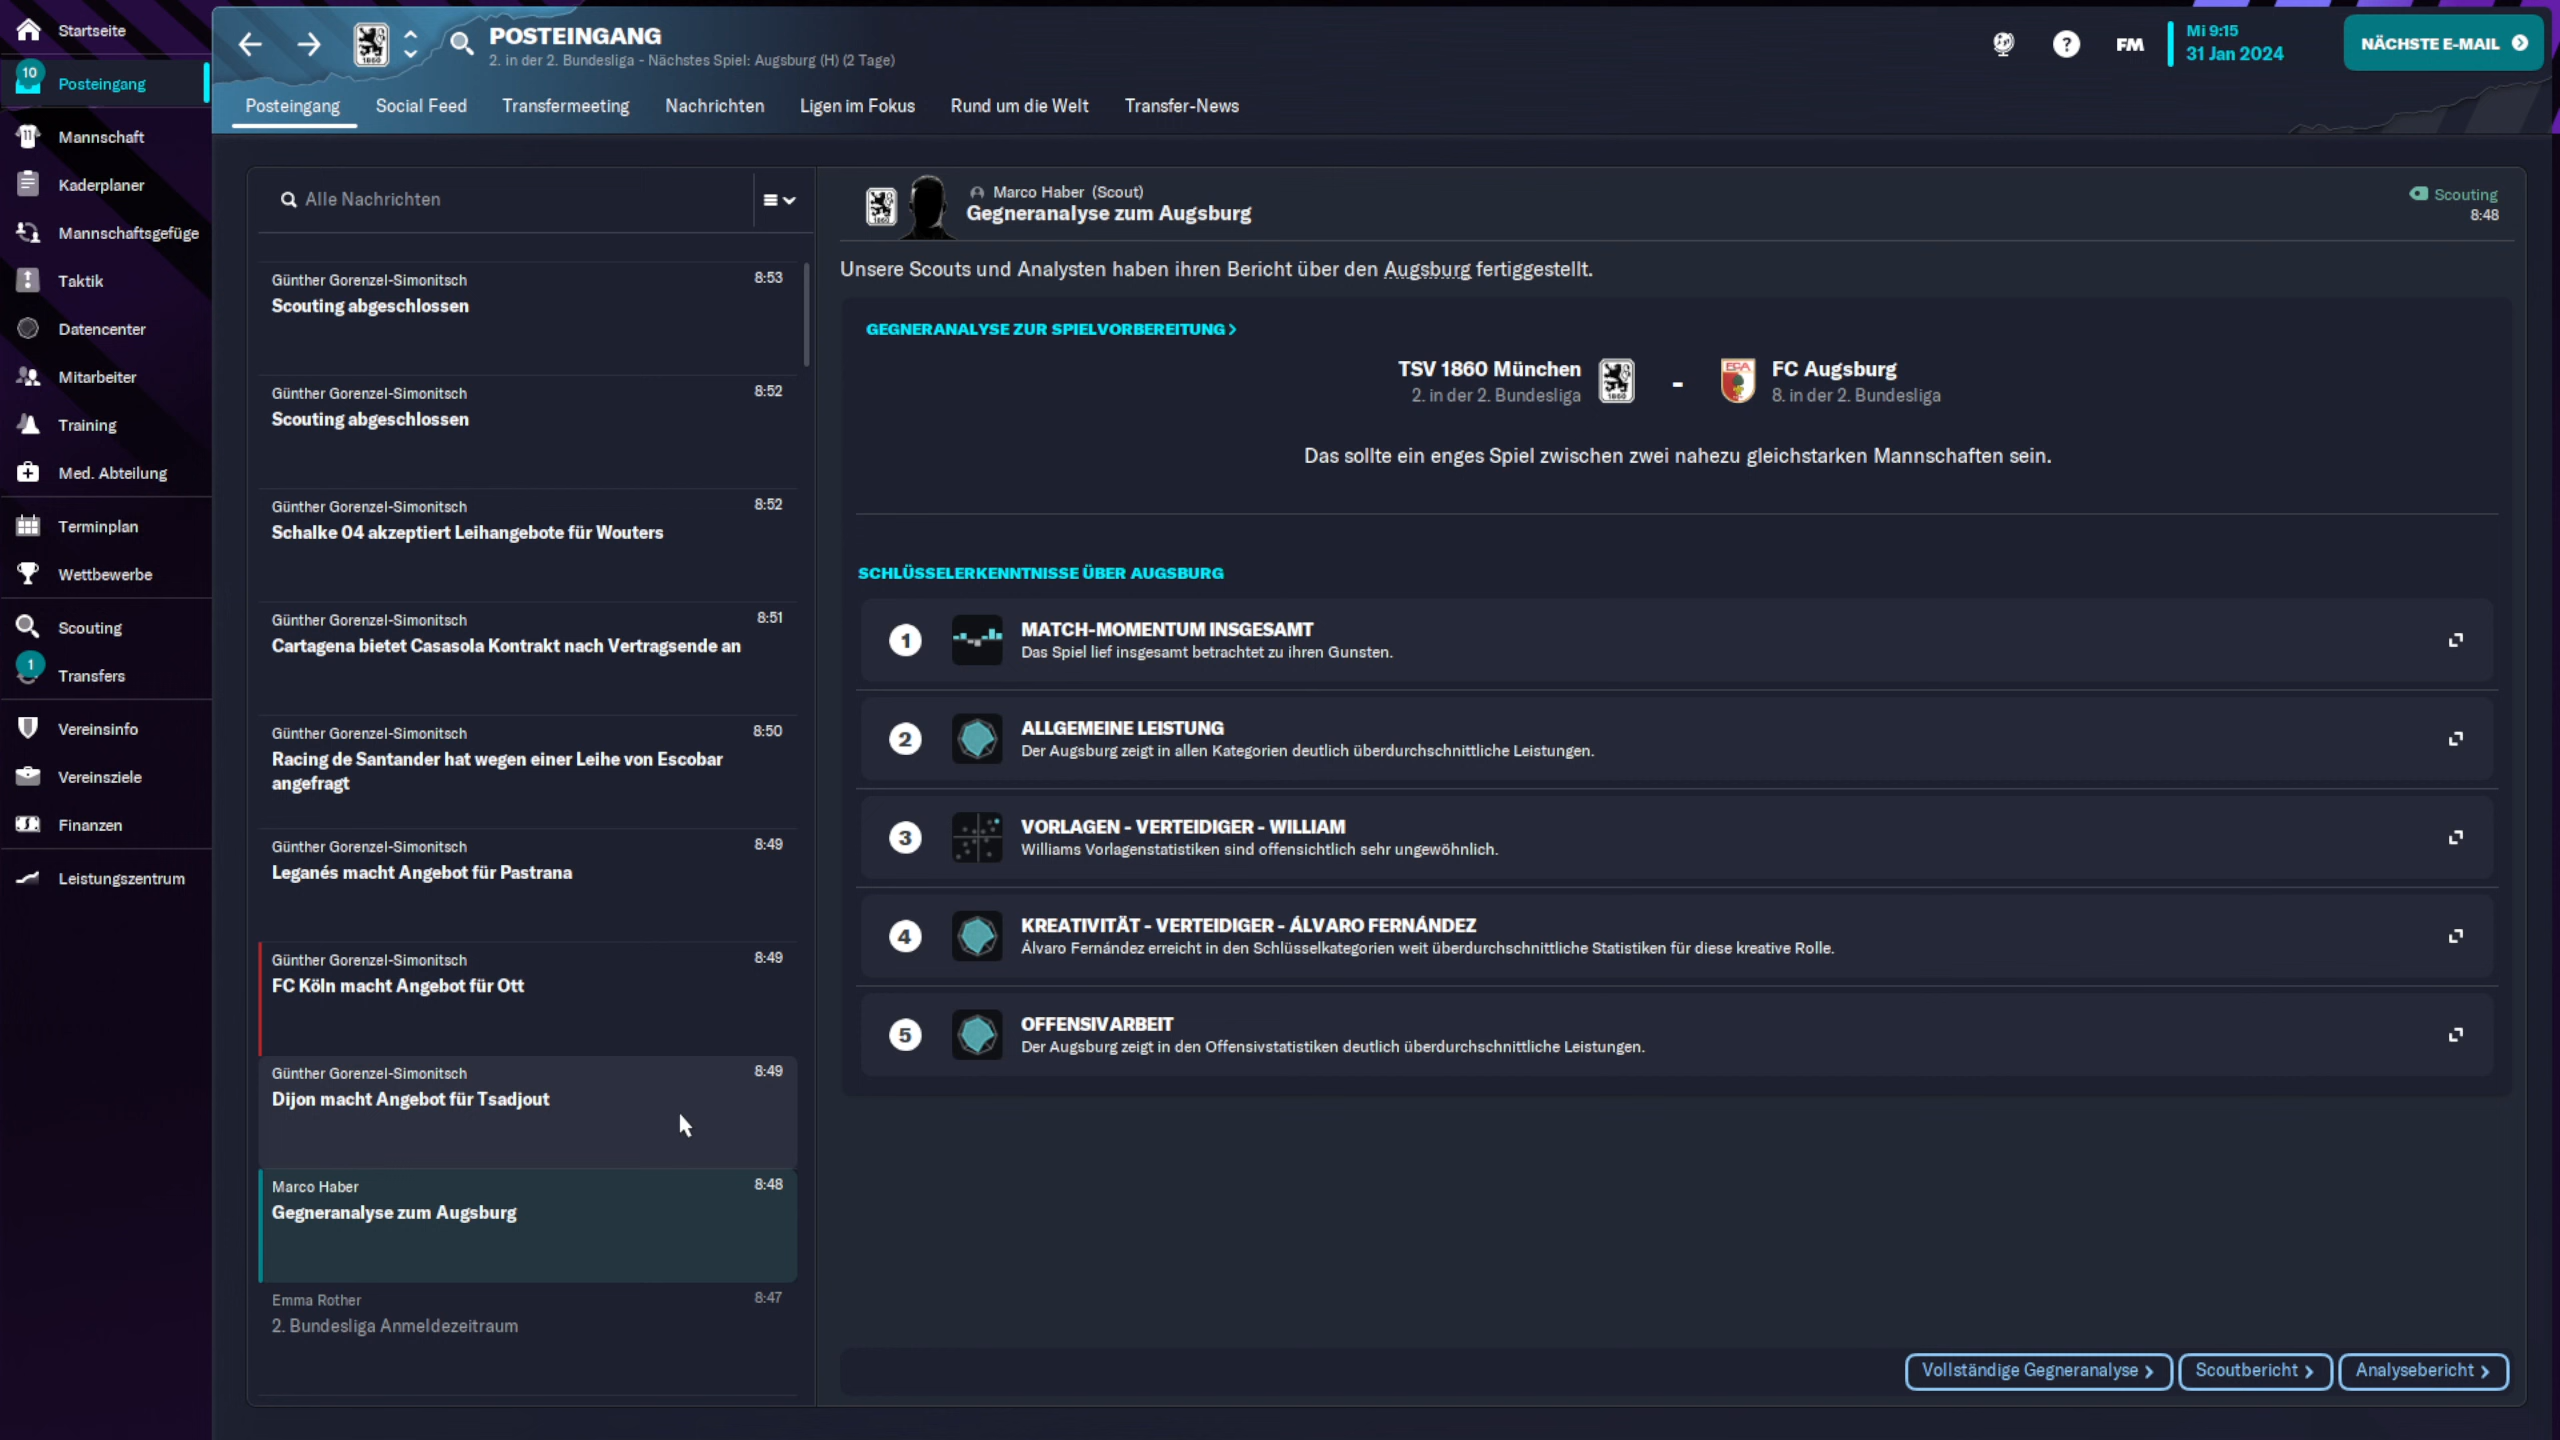 Startseite
10
Posteingang
Mannschaft
Kaderplaner
Mannschaftsgefüge
Taktik
Datencenter
Mitarbeiter
Training
Med. Abteilung
Terminplan
Wettbewerbe
Scouting
1
Transfers
Vereinsinfo
Vereinsziele
Finanzen
Leistungszentrum
POSTEINGANG
2. in der 2. Bundesliga - Nächstes Spiel: Augsburg (H) (2 Tage)
FM
Mi 9:15
31 Jan 2024
NÄCHSTE E-MAIL
Posteingang Social Feed Transfermeeting Nachrichten Ligen im Fokus Rund um die Welt Transfer-News
Alle Nachrichten
Günther Gorenzel-Simonitsch 8:53
Scouting abgeschlossen
Günther Gorenzel-Simonitsch 8:52
Scouting abgeschlossen
Günther Gorenzel-Simonitsch 8:52
Schalke 04 akzeptiert Leihangebote für Wouters
Günther Gorenzel-Simonitsch 8:51
Cartagena bietet Casasola Kontrakt nach Vertragsende an
Günther Gorenzel-Simonitsch 8:50
Racing de Santander hat wegen einer Leihe von Escobar
angefragt
Günther Gorenzel-Simonitsch 8:49
Leganés macht Angebot für Pastrana
Günther Gorenzel-Simonitsch 8:49
FC Köln macht Angebot für Ott
Günther Gorenzel-Simonitsch 8:49
Dijon macht Angebot für Tsadjout
Marco Haber 8:48
Gegneranalyse zum Augsburg
Emma Rother 8:47
2. Bundesliga Anmeldezeitraum
Marco Haber (Scout)
Gegneranalyse zum Augsburg
Scouting
8:48
Unsere Scouts und Analysten haben ihren Bericht über den Augsburg fertiggestellt.
GEGNERANALYSE ZUR SPIELVORBEREITUNG >
TSV 1860 München - FC Augsburg
2. in der 2. Bundesliga 8. in der 2. Bundesliga
Das sollte ein enges Spiel zwischen zwei nahezu gleichstarken Mannschaften sein.
SCHLÜSSELERKENNTNISSE ÜBER AUGSBURG
1 MATCH-MOMENTUM INSGESAMT
Das Spiel lief insgesamt betrachtet zu ihren Gunsten.
2 ALLGEMEINE LEISTUNG
Der Augsburg zeigt in allen Kategorien deutlich überdurchschnittliche Leistungen.
3 VORLAGEN - VERTEIDIGER - WILLIAM
Williams Vorlagenstatistiken sind offensichtlich sehr ungewöhnlich.
4 KREATIVITÄT - VERTEIDIGER - ÁLVARO FERNÁNDEZ
Álvaro Fernández erreicht in den Schlüsselkategorien weit überdurchschnittliche Statistiken für diese kreative Rolle.
5 OFFENSIVARBEIT
Der Augsburg zeigt in den Offensivstatistiken deutlich überdurchschnittliche Leistungen.
Vollständige Gegneranalyse > Scoutbericht > Analysebericht >